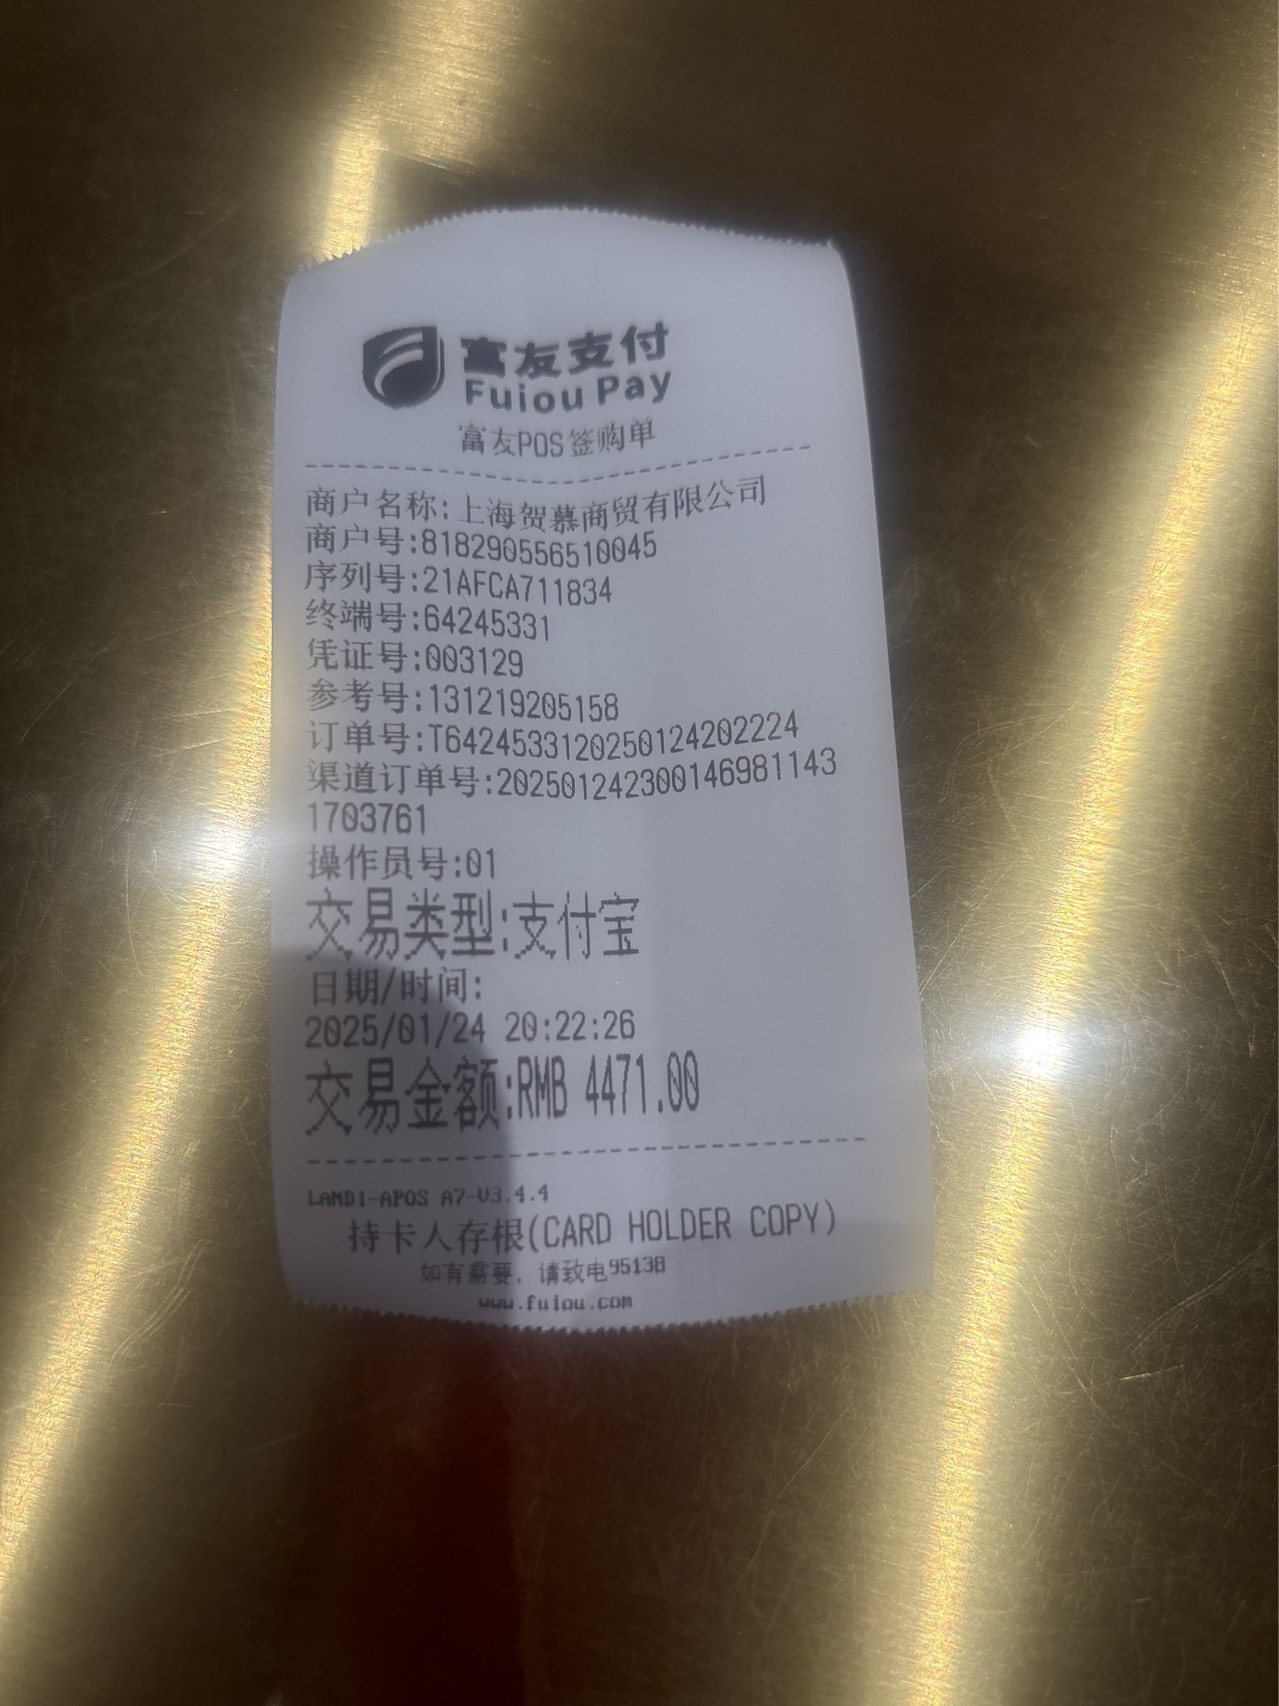 富友支付
Fuiou Pay
富友POS签购单
商户名称:上海贺慕商贸有限公司
商户号:818290556510045
序列号:21AFCA711834
终端号:64245331
凭证号:003129
参考号:131219205158
订单号:T6424533120250124202224
渠道订单号:202501242300146981143
1703761
操作员号:01
交易类型:支付宝
日期/时间:
2025/01/24 20:22:26
交易金额:RMB 4471.00
LANDI-APOS A7-V3.4.4
持卡人存根(CARD HOLDER COPY)
如有需要，请致电95138
www.fuiou.com